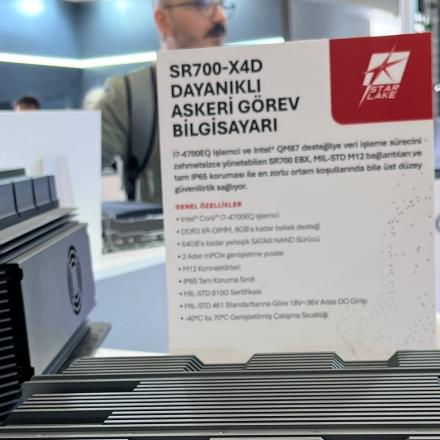 SR700-X4D
DAYANIKLI
ASKERİ GÖREV
BİLGİSAYARI
STAR
LAKE
i7-4700EQ işlemci ve Intel® QM87 desteğiyle veri işleme sürecini
zahmetsizce yönetebilen SR700 EBX, MIL-STD M12 bağlantıları ve
tam IP65 koruması ile en zorlu ortam koşullarında bile üst düzey
güvenilirlik sağlıyor.
GENEL ÖZELLİKLER
• Intel® Core™ i7-4700EQ işlemci
• DDR3 XR-DIMM, 8GB'a kadar bellek desteği
• 64GB'a kadar yerleşik SATAIII NAND Sürücü
• 2 Adet mPCIe genişletme yuvası
• M12 Konnektörleri
• IP65 Tam Koruma Sınıfı
• MIL-STD 810G Sertifikası
• MIL-STD 461 Standartlarına Göre 18V~36V Arası DC Girişi
• -40°C ila 70°C Genişletilmiş Çalışma Sıcaklığı